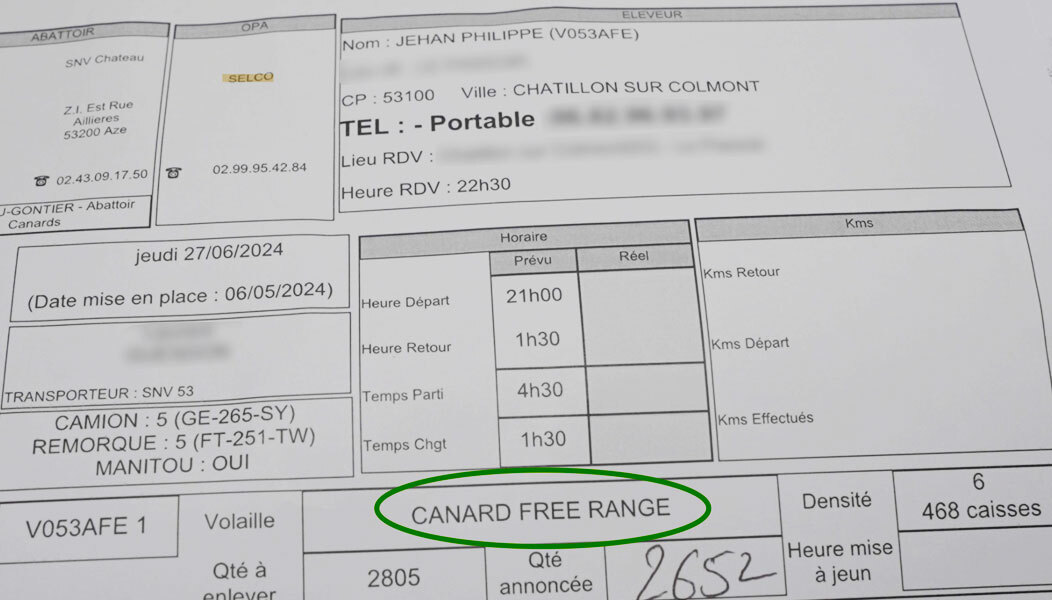 ABATTOIR
SNV Chateau
Z.I. Est Rue
Aillieres
53200 Aze
☎ 02.43.09.17.50
U-GONTIER - Abattoir
Canards
OPA
SELCO
☎ 02.99.95.42.84
ELEVEUR
Nom : JEHAN PHILIPPE (V053AFE)
CP : 53100 Ville : CHATILLON SUR COLMONT
TEL : - Portable
Lieu RDV :
Heure RDV : 22h30
jeudi 27/06/2024
(Date mise en place : 06/05/2024)
TRANSPORTEUR : SNV 53
CAMION : 5 (GE-265-SY)
REMORQUE : 5 (FT-251-TW)
MANITOU : OUI
Horaire
Prévu Réel
Heure Départ 21h00
Heure Retour 1h30
Temps Parti 4h30
Temps Chgt 1h30
Kms
Kms Retour
Kms Départ
Kms Effectués
V053AFE 1
Volaille
CANARD FREE RANGE
Densité
6
468 caisses
Qté à
enlever
2805
Qté
annoncée
2652
Heure mise
à jeun